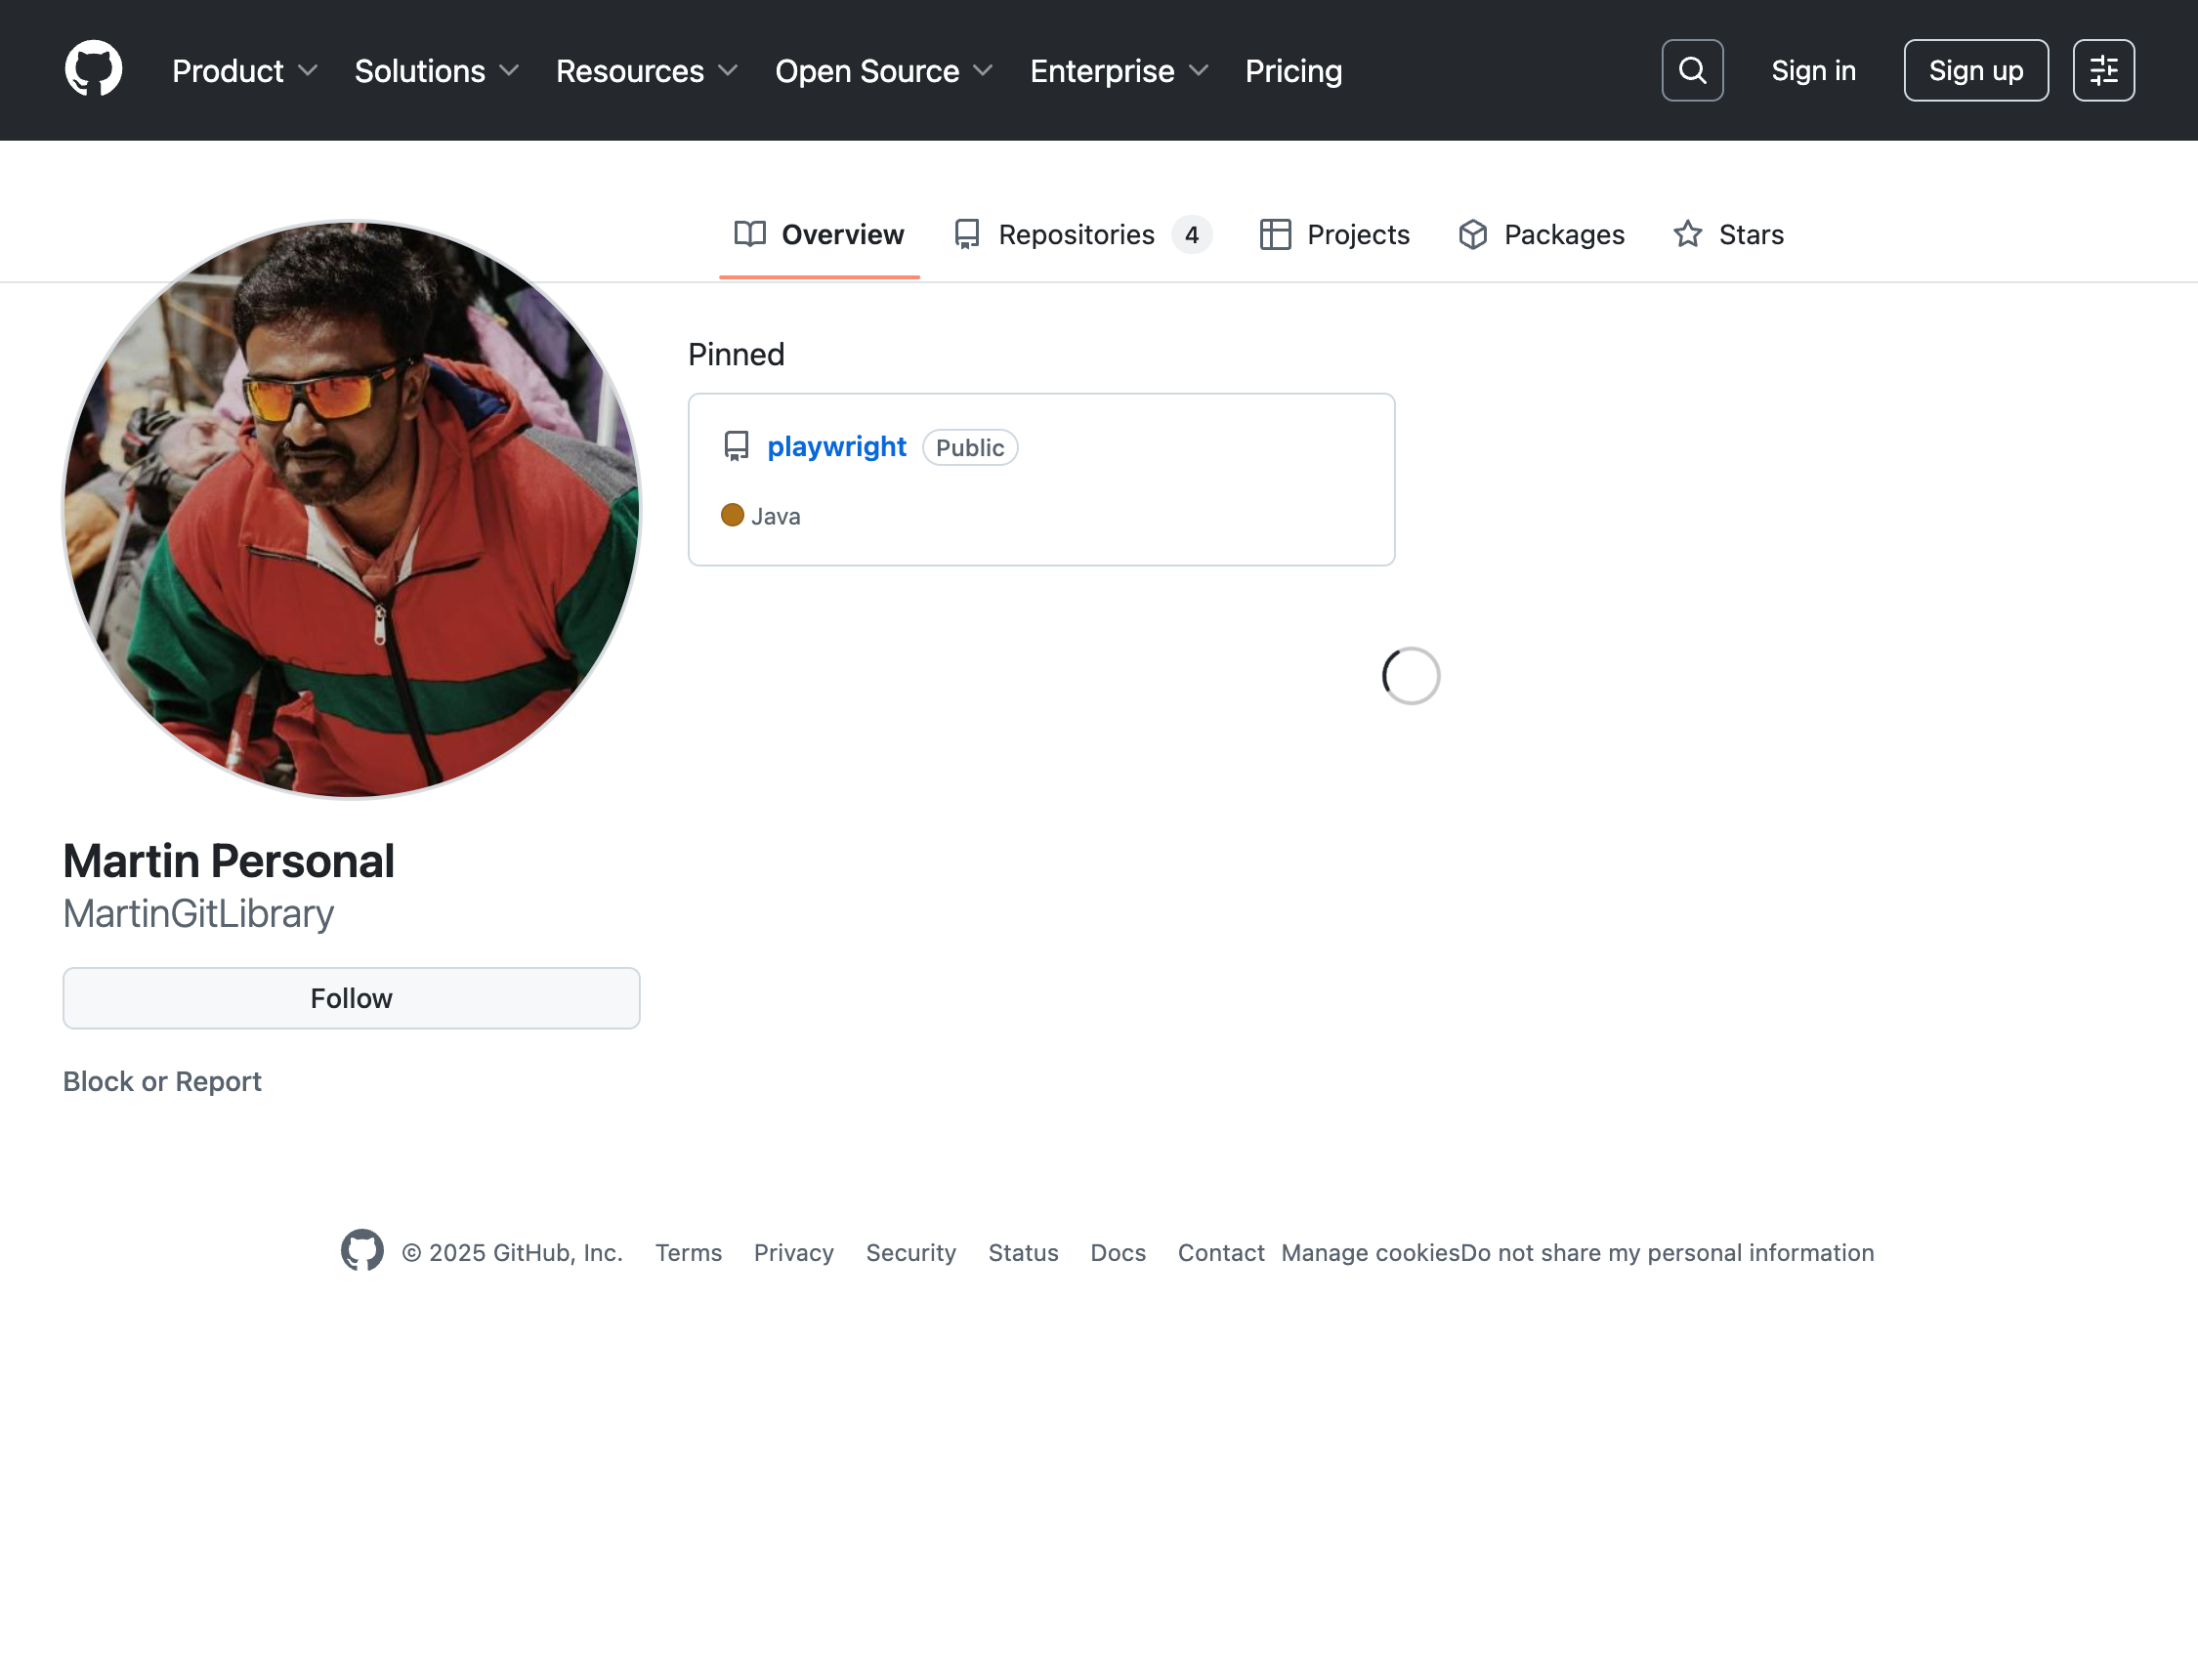 Product Solutions Resources Open Source Enterprise Pricing Sign in Sign up
Overview Repositories 4 Projects Packages Stars
Pinned
playwright Public
Java
Martin Personal
MartinGitLibrary
Follow
Block or Report
© 2025 GitHub, Inc. Terms Privacy Security Status Docs Contact Manage cookiesDo not share my personal information